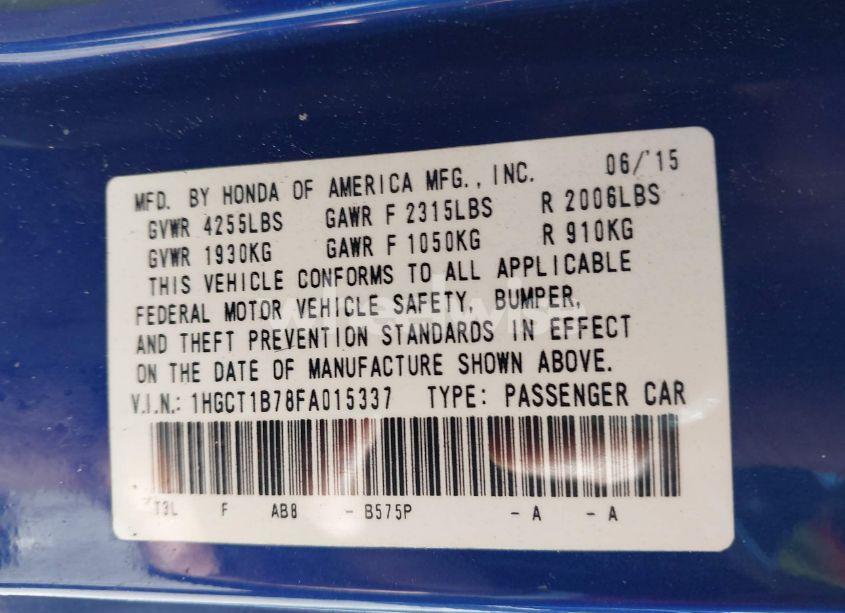 MFD. BY HONDA OF AMERICA MFG., INC. 06/'15
GVWR 4255LBS GAWR F 2315LBS R 2006LBS
GVWR 1930KG GAWR F 1050KG R 910KG
THIS VEHICLE CONFORMS TO ALL APPLICABLE
FEDERAL MOTOR VEHICLE SAFETY, BUMPER,
AND THEFT PREVENTION STANDARDS IN EFFECT
ON THE DATE OF MANUFACTURE SHOWN ABOVE.
V.I.N.: 1HGCT1B78FA015337 TYPE: PASSENGER CAR
T3L F AB8 - B575P - A - A